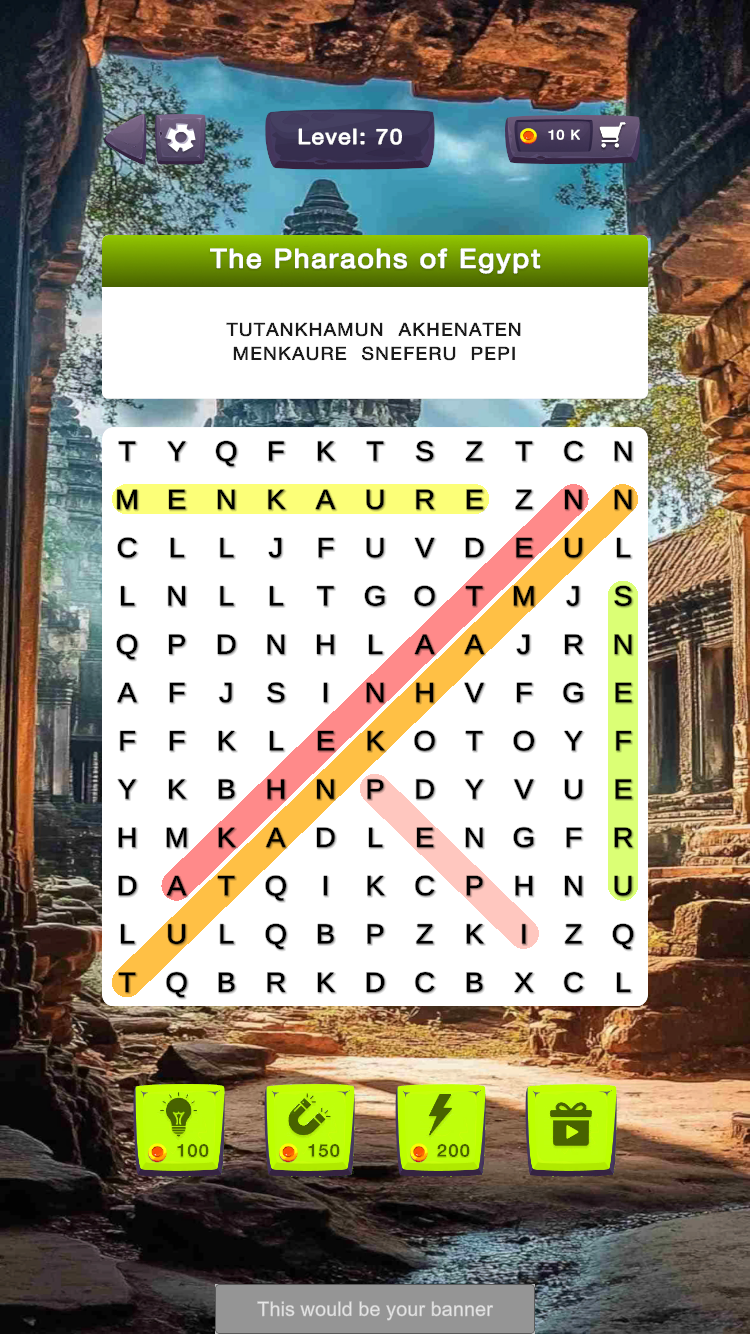 Level: 70
10 K
The Pharaohs of Egypt
TUTANKHAMUN AKHENATEN
MENKAURE SNEFERU PEPI
T Y Q F K T S Z T C N
M E N K A U R E Z N N
C L L J F U V D E U L
L N L L T G O T M J S
Q P D N H L A A J R N
A F J S I N H V F G E
F F K L E K O T O Y F
Y K B H N P D Y V U E
H M K A D L E N G F R
D A T Q I K C P H N U
L U L Q B P Z K I Z Q
T Q B R K D C B X C L
100 150 200
This would be your banner